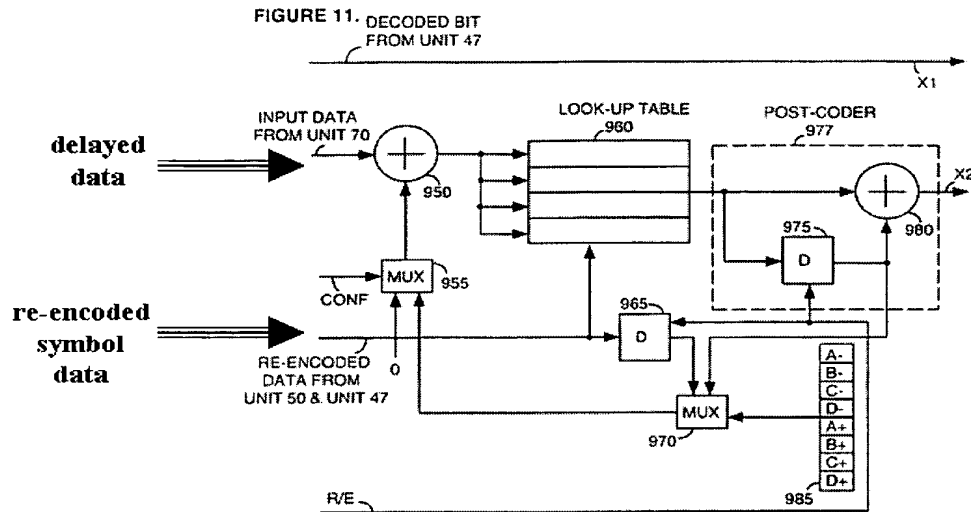 FIGURE 11.
DECODED BIT
FROM UNIT 47
X1
INPUT DATA
FROM UNIT 70
delayed
data
950
LOOK-UP TABLE
960
POST-CODER
977
X2
980
975
D
MUX
955
CONF
re-encoded
symbol
data
965
D
RE-ENCODED
DATA FROM
UNIT 50 & UNIT 47
0
MUX
970
A-
B-
C-
D-
A+
B+
C+
D+
985
R/E